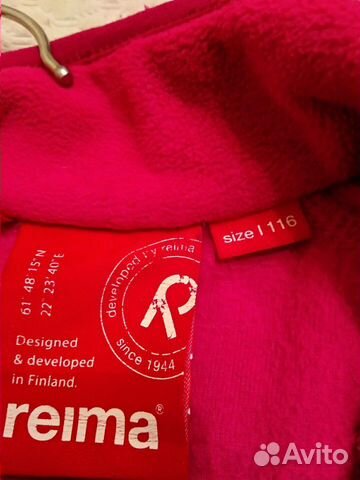 61° 48' 15" N
22° 23' 40" E
developed by reima
since 1944
size | 116
Designed
& developed
in Finland.
reima®
Avito